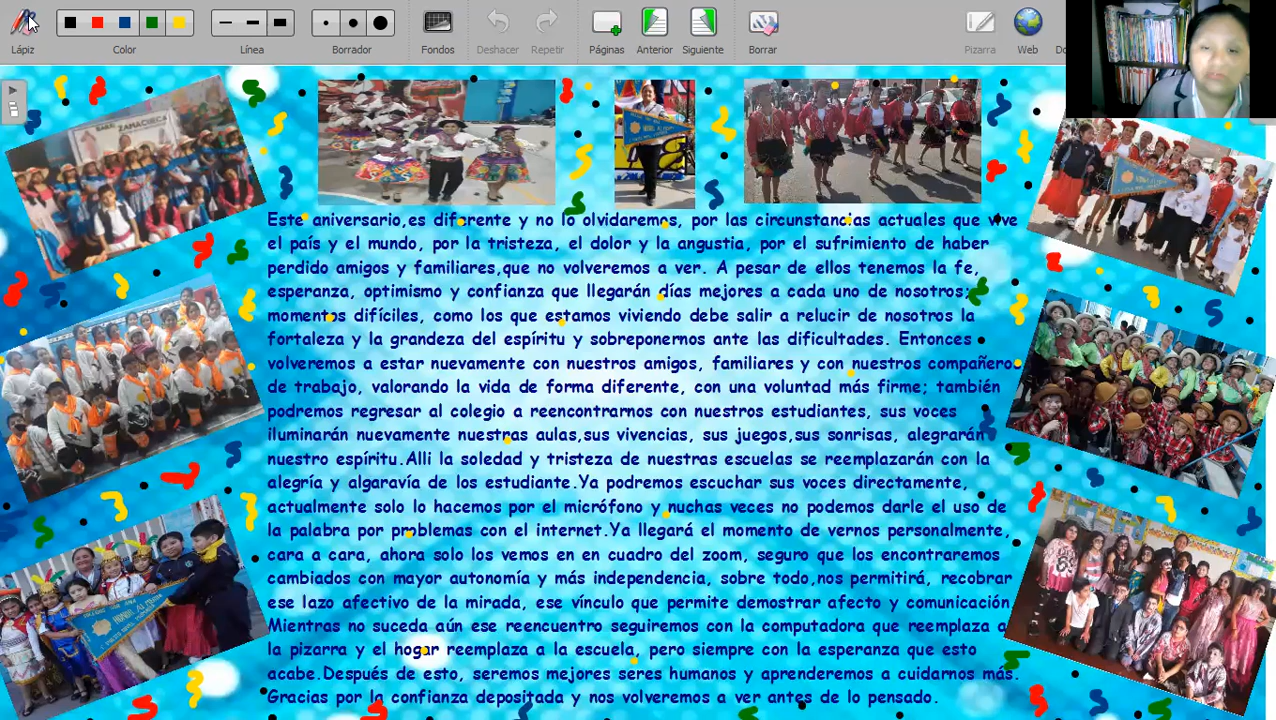 Lápiz
Color
Línea
Borrador
Fondos
Deshacer
Repetir
Páginas
Anterior
Siguiente
Borrar
Pizarra
Web
ZAMACUECA
Este aniversario,es diferente y no lo olvidaremos, por las circunstancias actuales que vive
el país y el mundo, por la tristeza, el dolor y la angustia, por el sufrimiento de haber
perdido amigos y familiares,que no volveremos a ver. A pesar de ellos tenemos la fe,
esperanza, optimismo y confianza que llegarán días mejores a cada uno de nosotros;
momentos difíciles, como los que estamos viviendo debe salir a relucir de nosotros la
fortaleza y la grandeza del espíritu y sobreponernos ante las dificultades. Entonces
volveremos a estar nuevamente con nuestros amigos, familiares y con nuestros compañero
de trabajo, valorando la vida de forma diferente, con una voluntad más firme; también
podremos regresar al colegio a reencontrarnos con nuestros estudiantes, sus voces
iluminarán nuevamente nuestras aulas,sus vivencias, sus juegos,sus sonrisas, alegrarán
nuestro espíritu.Alli la soledad y tristeza de nuestras escuelas se reemplazarán con la
alegría y algaravía de los estudiante.Ya podremos escuchar sus voces directamente,
actualmente solo lo hacemos por el micrófono y nuchas veces no podemos darle el uso de
la palabra por problemas con el internet.Ya llegará el momento de vernos personalmente,
cara a cara, ahora solo los vemos en en cuadro del zoom, seguro que los encontraremos
cambiados con mayor autonomía y más independencia, sobre todo,nos permitirá, recobrar
ese lazo afectivo de la mirada, ese vínculo que permite demostrar afecto y comunicación
Mientras no suceda aún ese reencuentro seguiremos con la computadora que reemplaza a
la pizarra y el hogar reemplaza a la escuela, pero siempre con la esperanza que esto
acabe.Después de esto, seremos mejores seres humanos y aprenderemos a cuidarnos más.
Gracias por la confianza depositada y nos volveremos a ver antes de lo pensado.